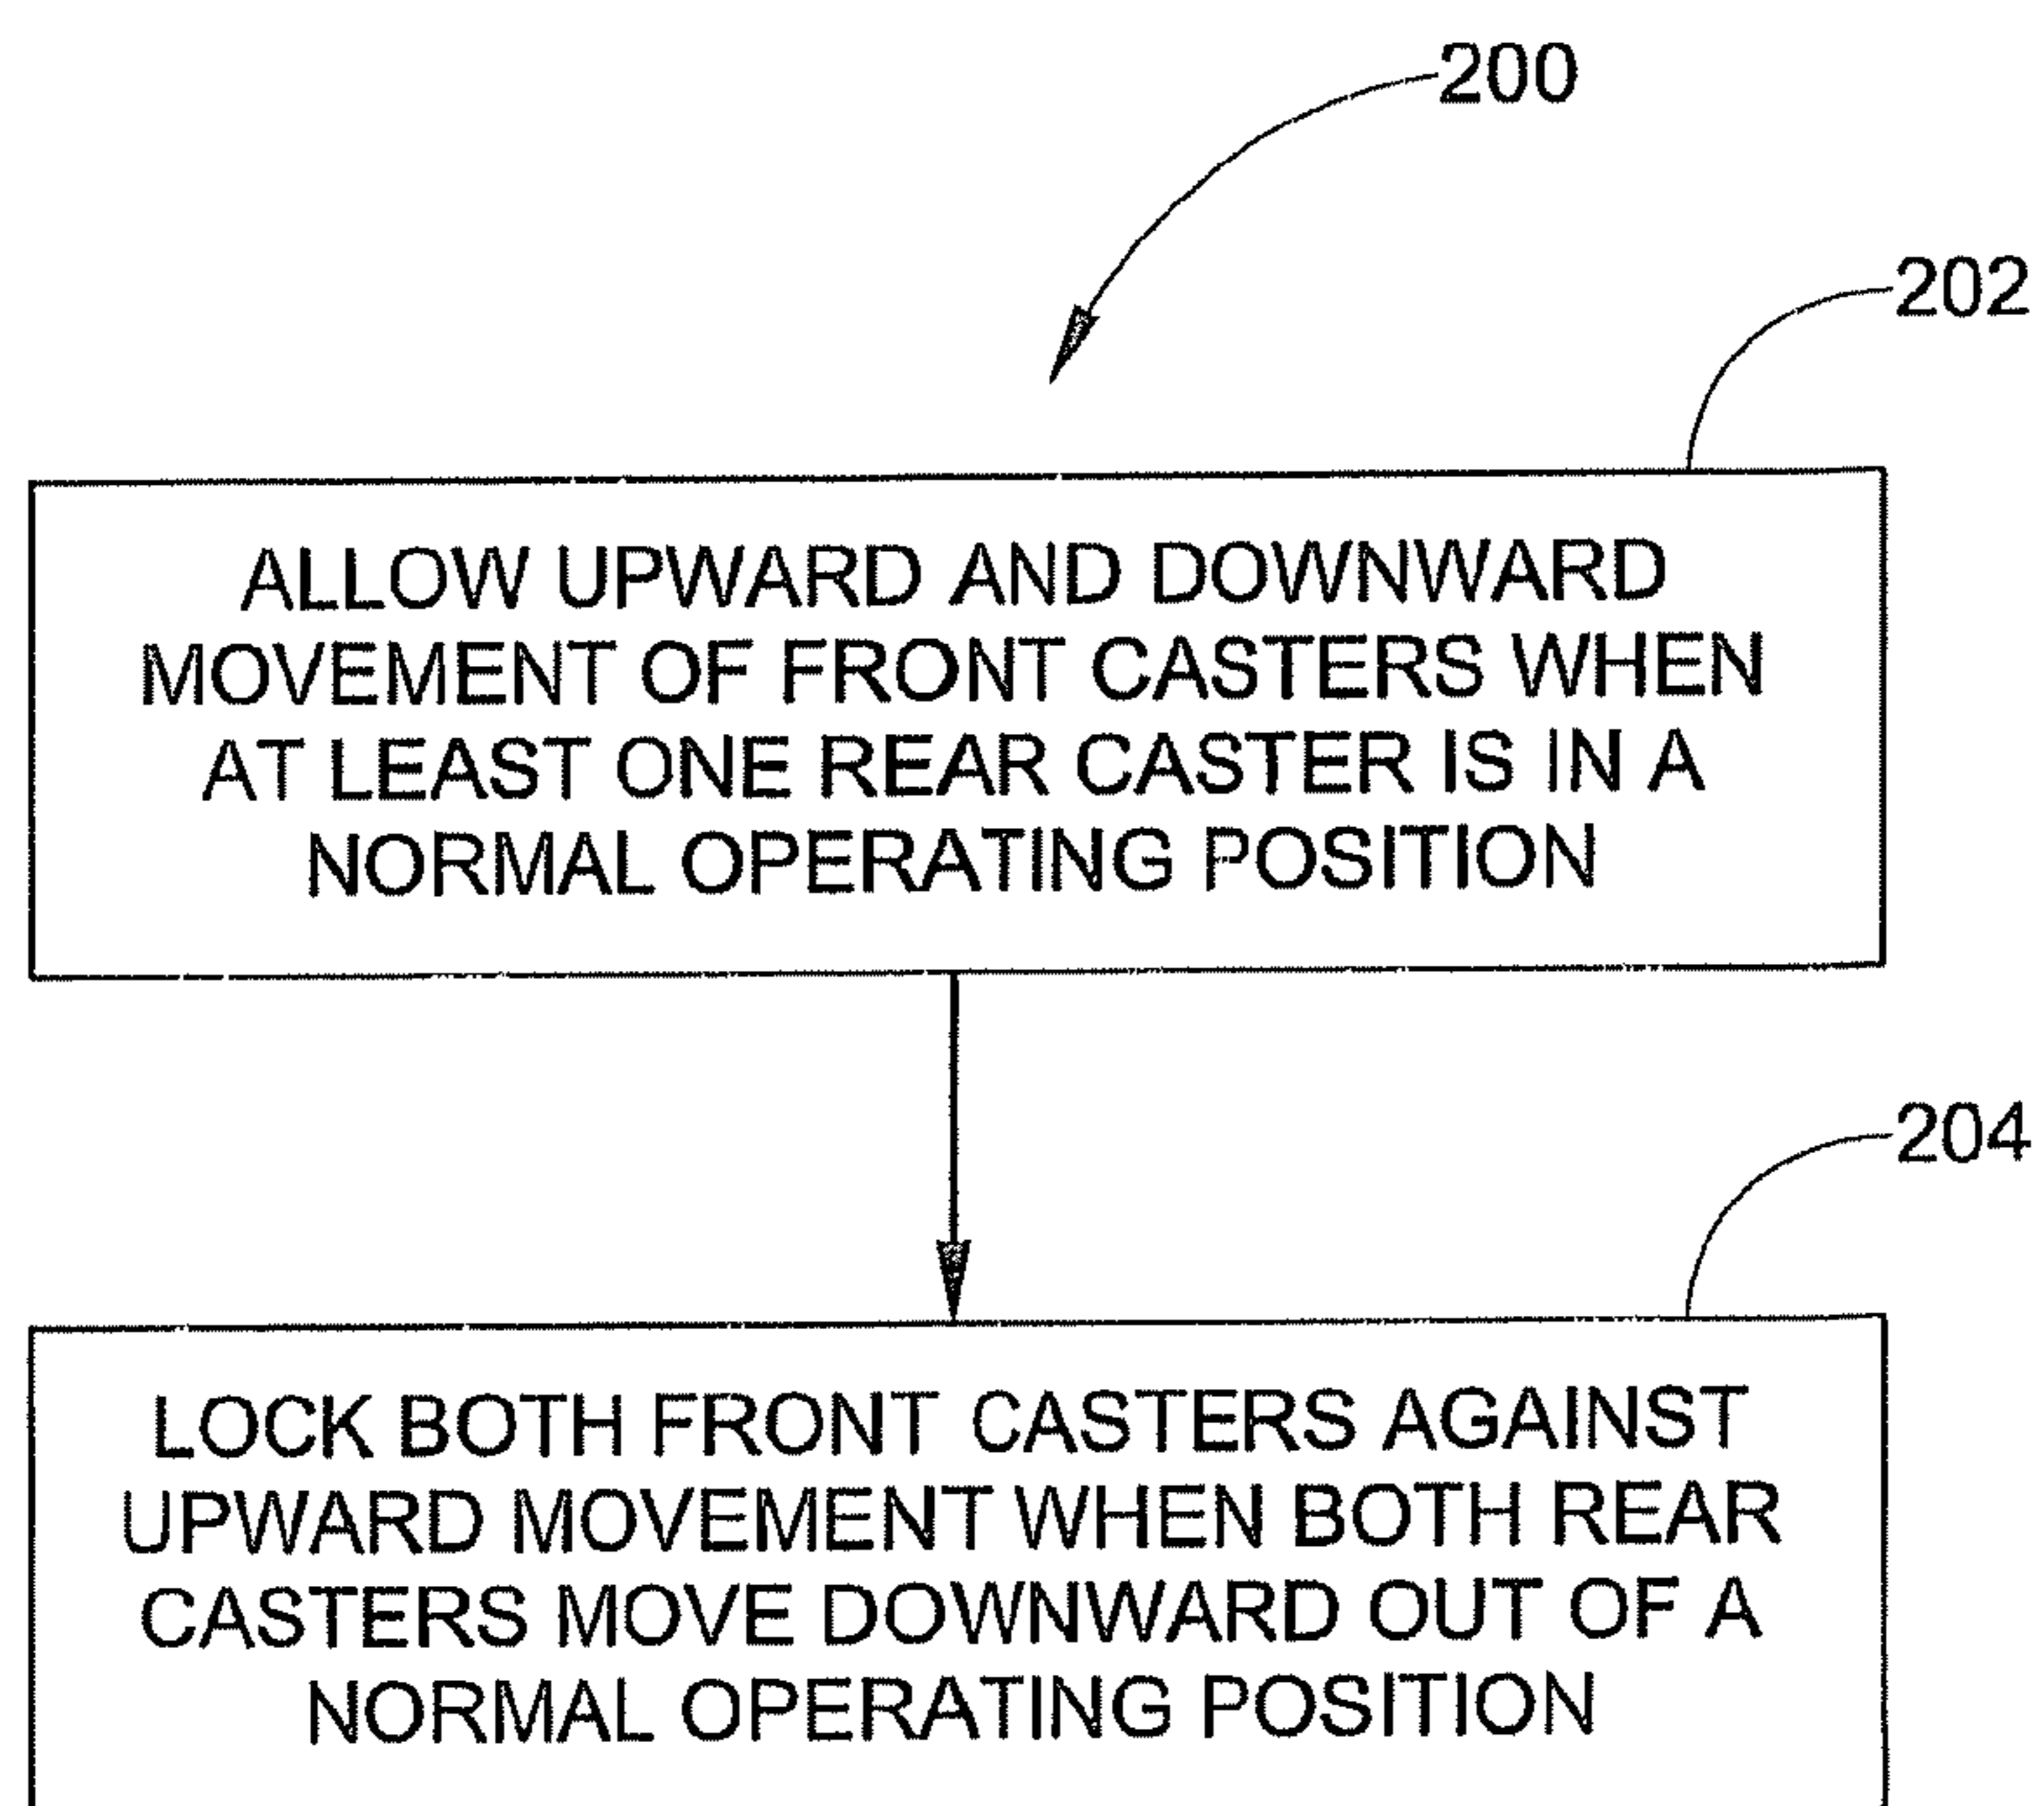 200
202
ALLOW UPWARD AND DOWNWARD
MOVEMENT OF FRONT CASTERS WHEN
AT LEAST ONE REAR CASTER IS IN A
NORMAL OPERATING POSITION
204
LOCK BOTH FRONT CASTERS AGAINST
UPWARD MOVEMENT WHEN BOTH REAR
CASTERS MOVE DOWNWARD OUT OF A
NORMAL OPERATING POSITION